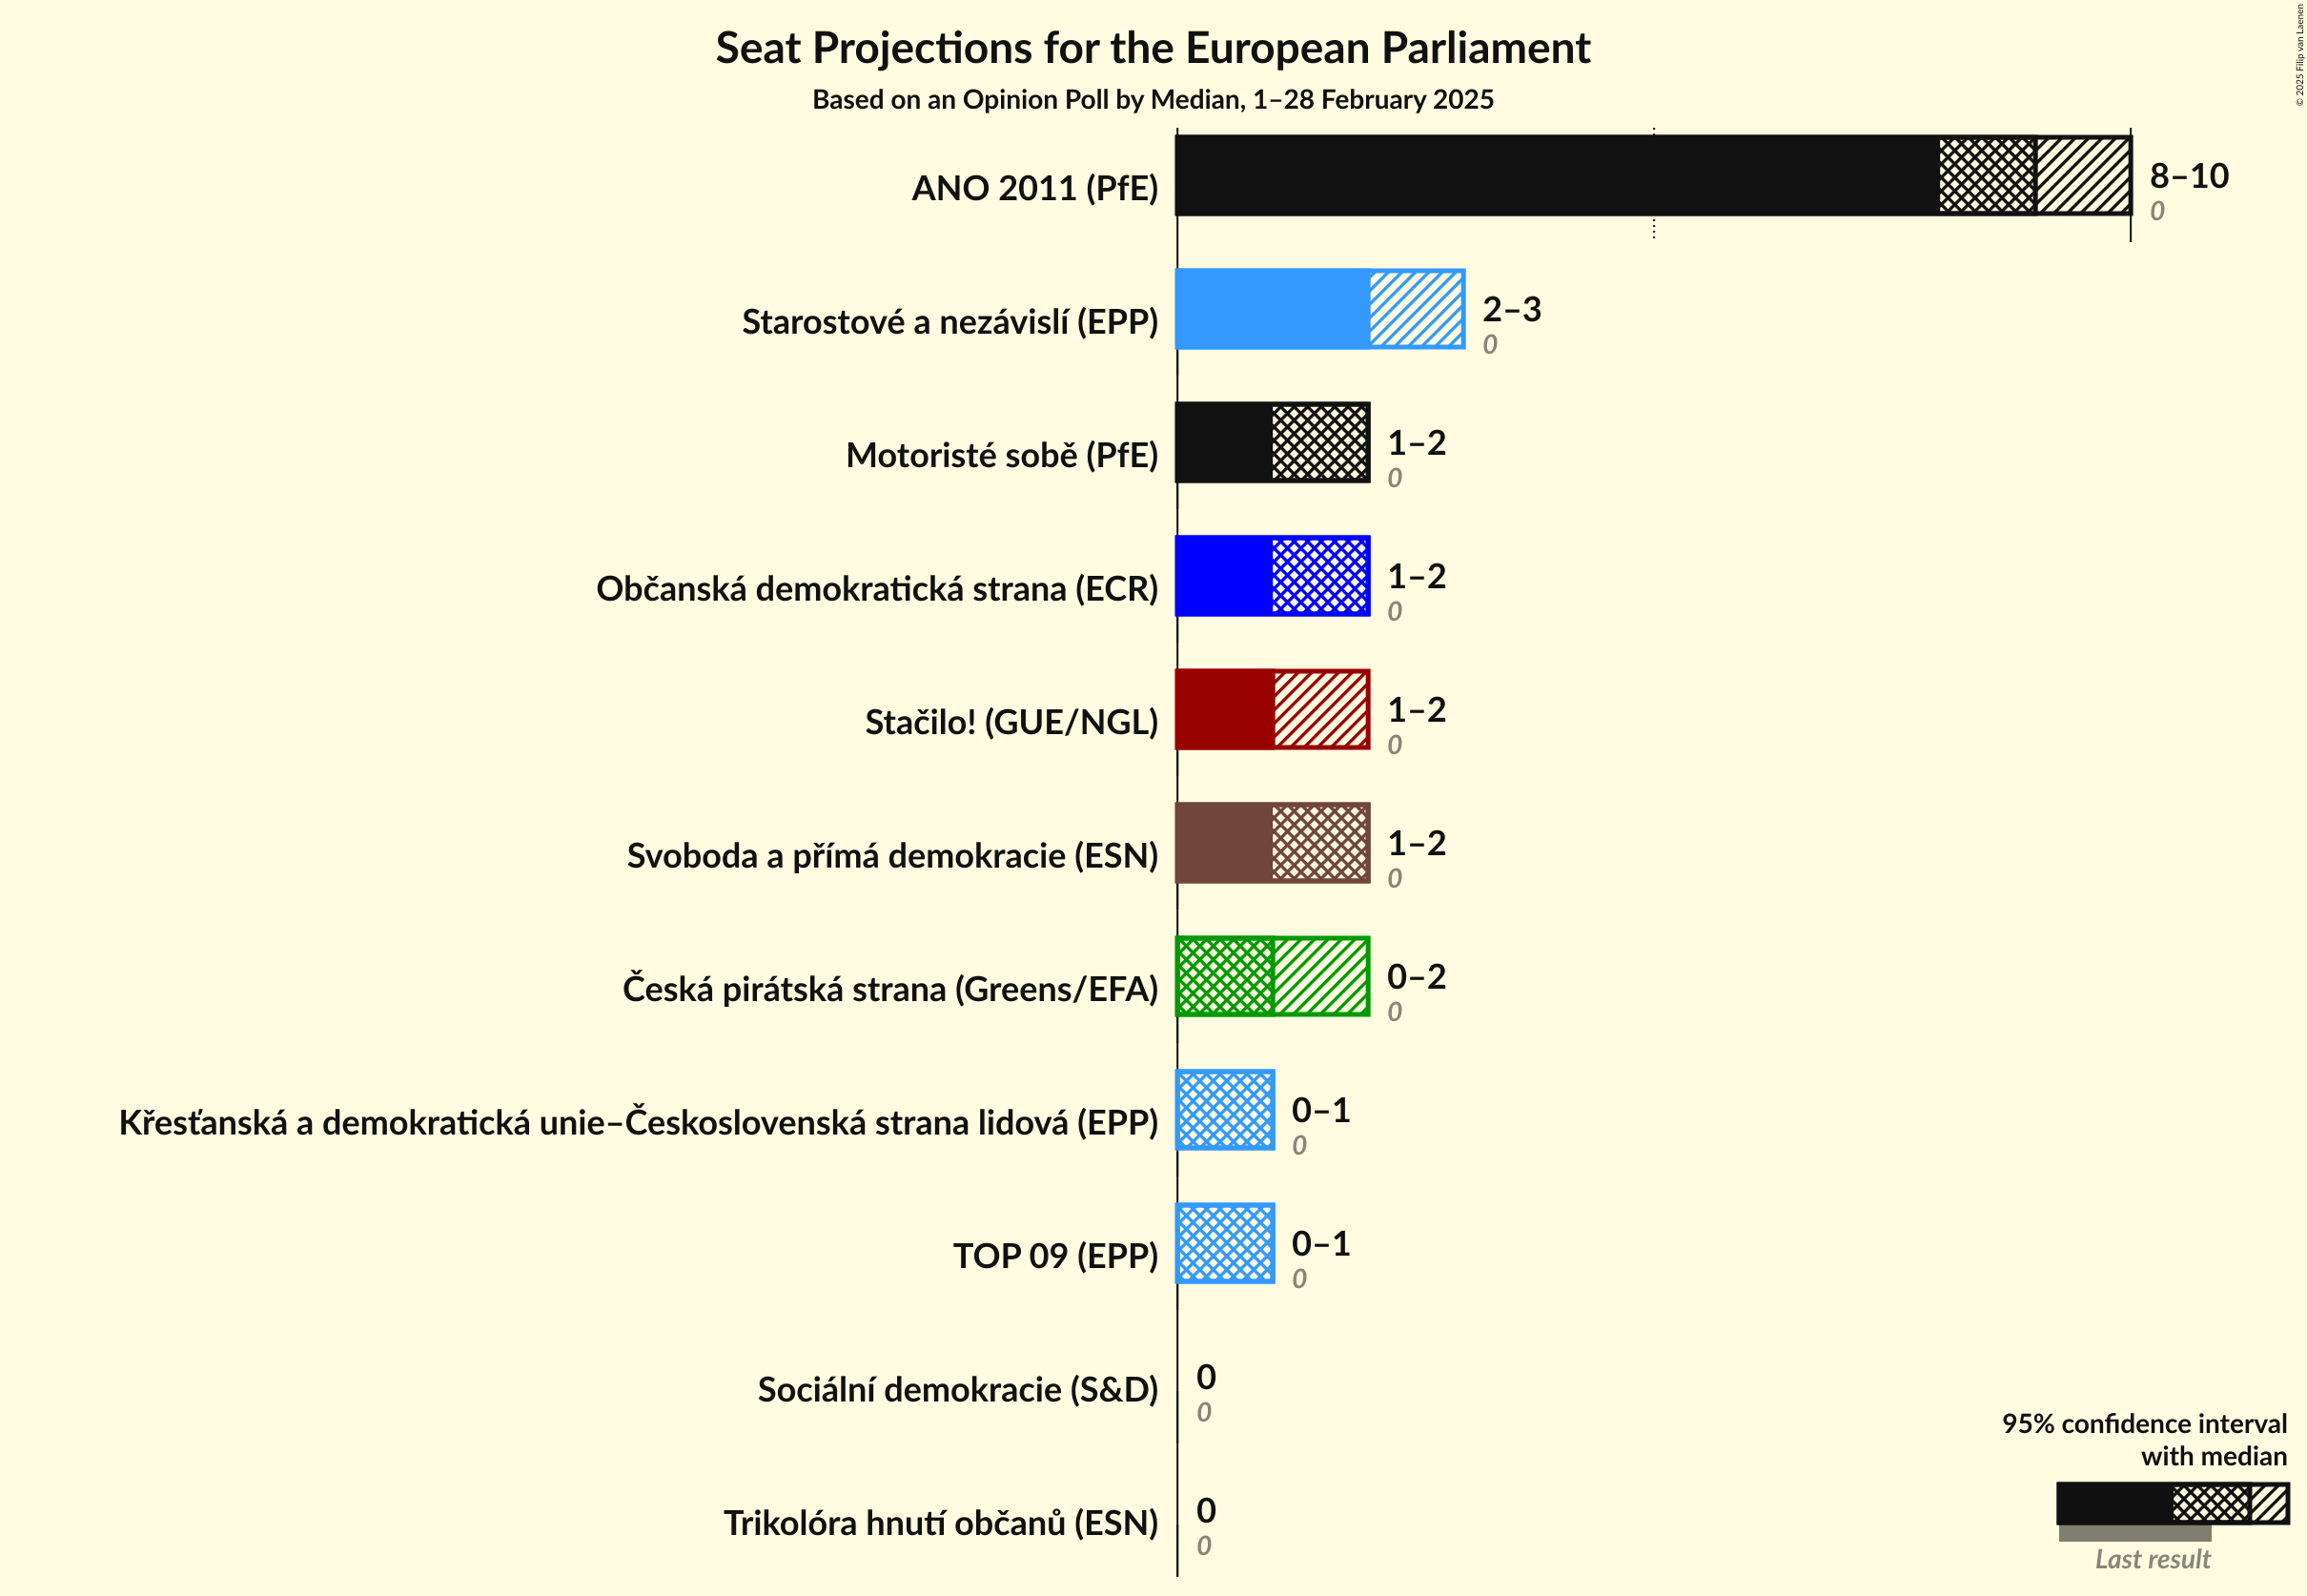 Seat Projections for the European Parliament
Based on an Opinion Poll by Median, 1–28 February 2025
© 2025 Filip van Laenen
ANO 2011 (PfE)
8–10
0
Starostové a nezávislí (EPP)
2–3
0
Motoristé sobě (PfE)
1–2
0
Občanská demokratická strana (ECR)
1–2
0
Stačilo! (GUE/NGL)
1–2
0
Svoboda a přímá demokracie (ESN)
1–2
0
Česká pirátská strana (Greens/EFA)
0–2
0
Křesťanská a demokratická unie–Československá strana lidová (EPP)
0–1
0
TOP 09 (EPP)
0–1
0
Sociální demokracie (S&D)
0
0
Trikolóra hnutí občanů (ESN)
0
0
95% confidence interval
with median
Last result